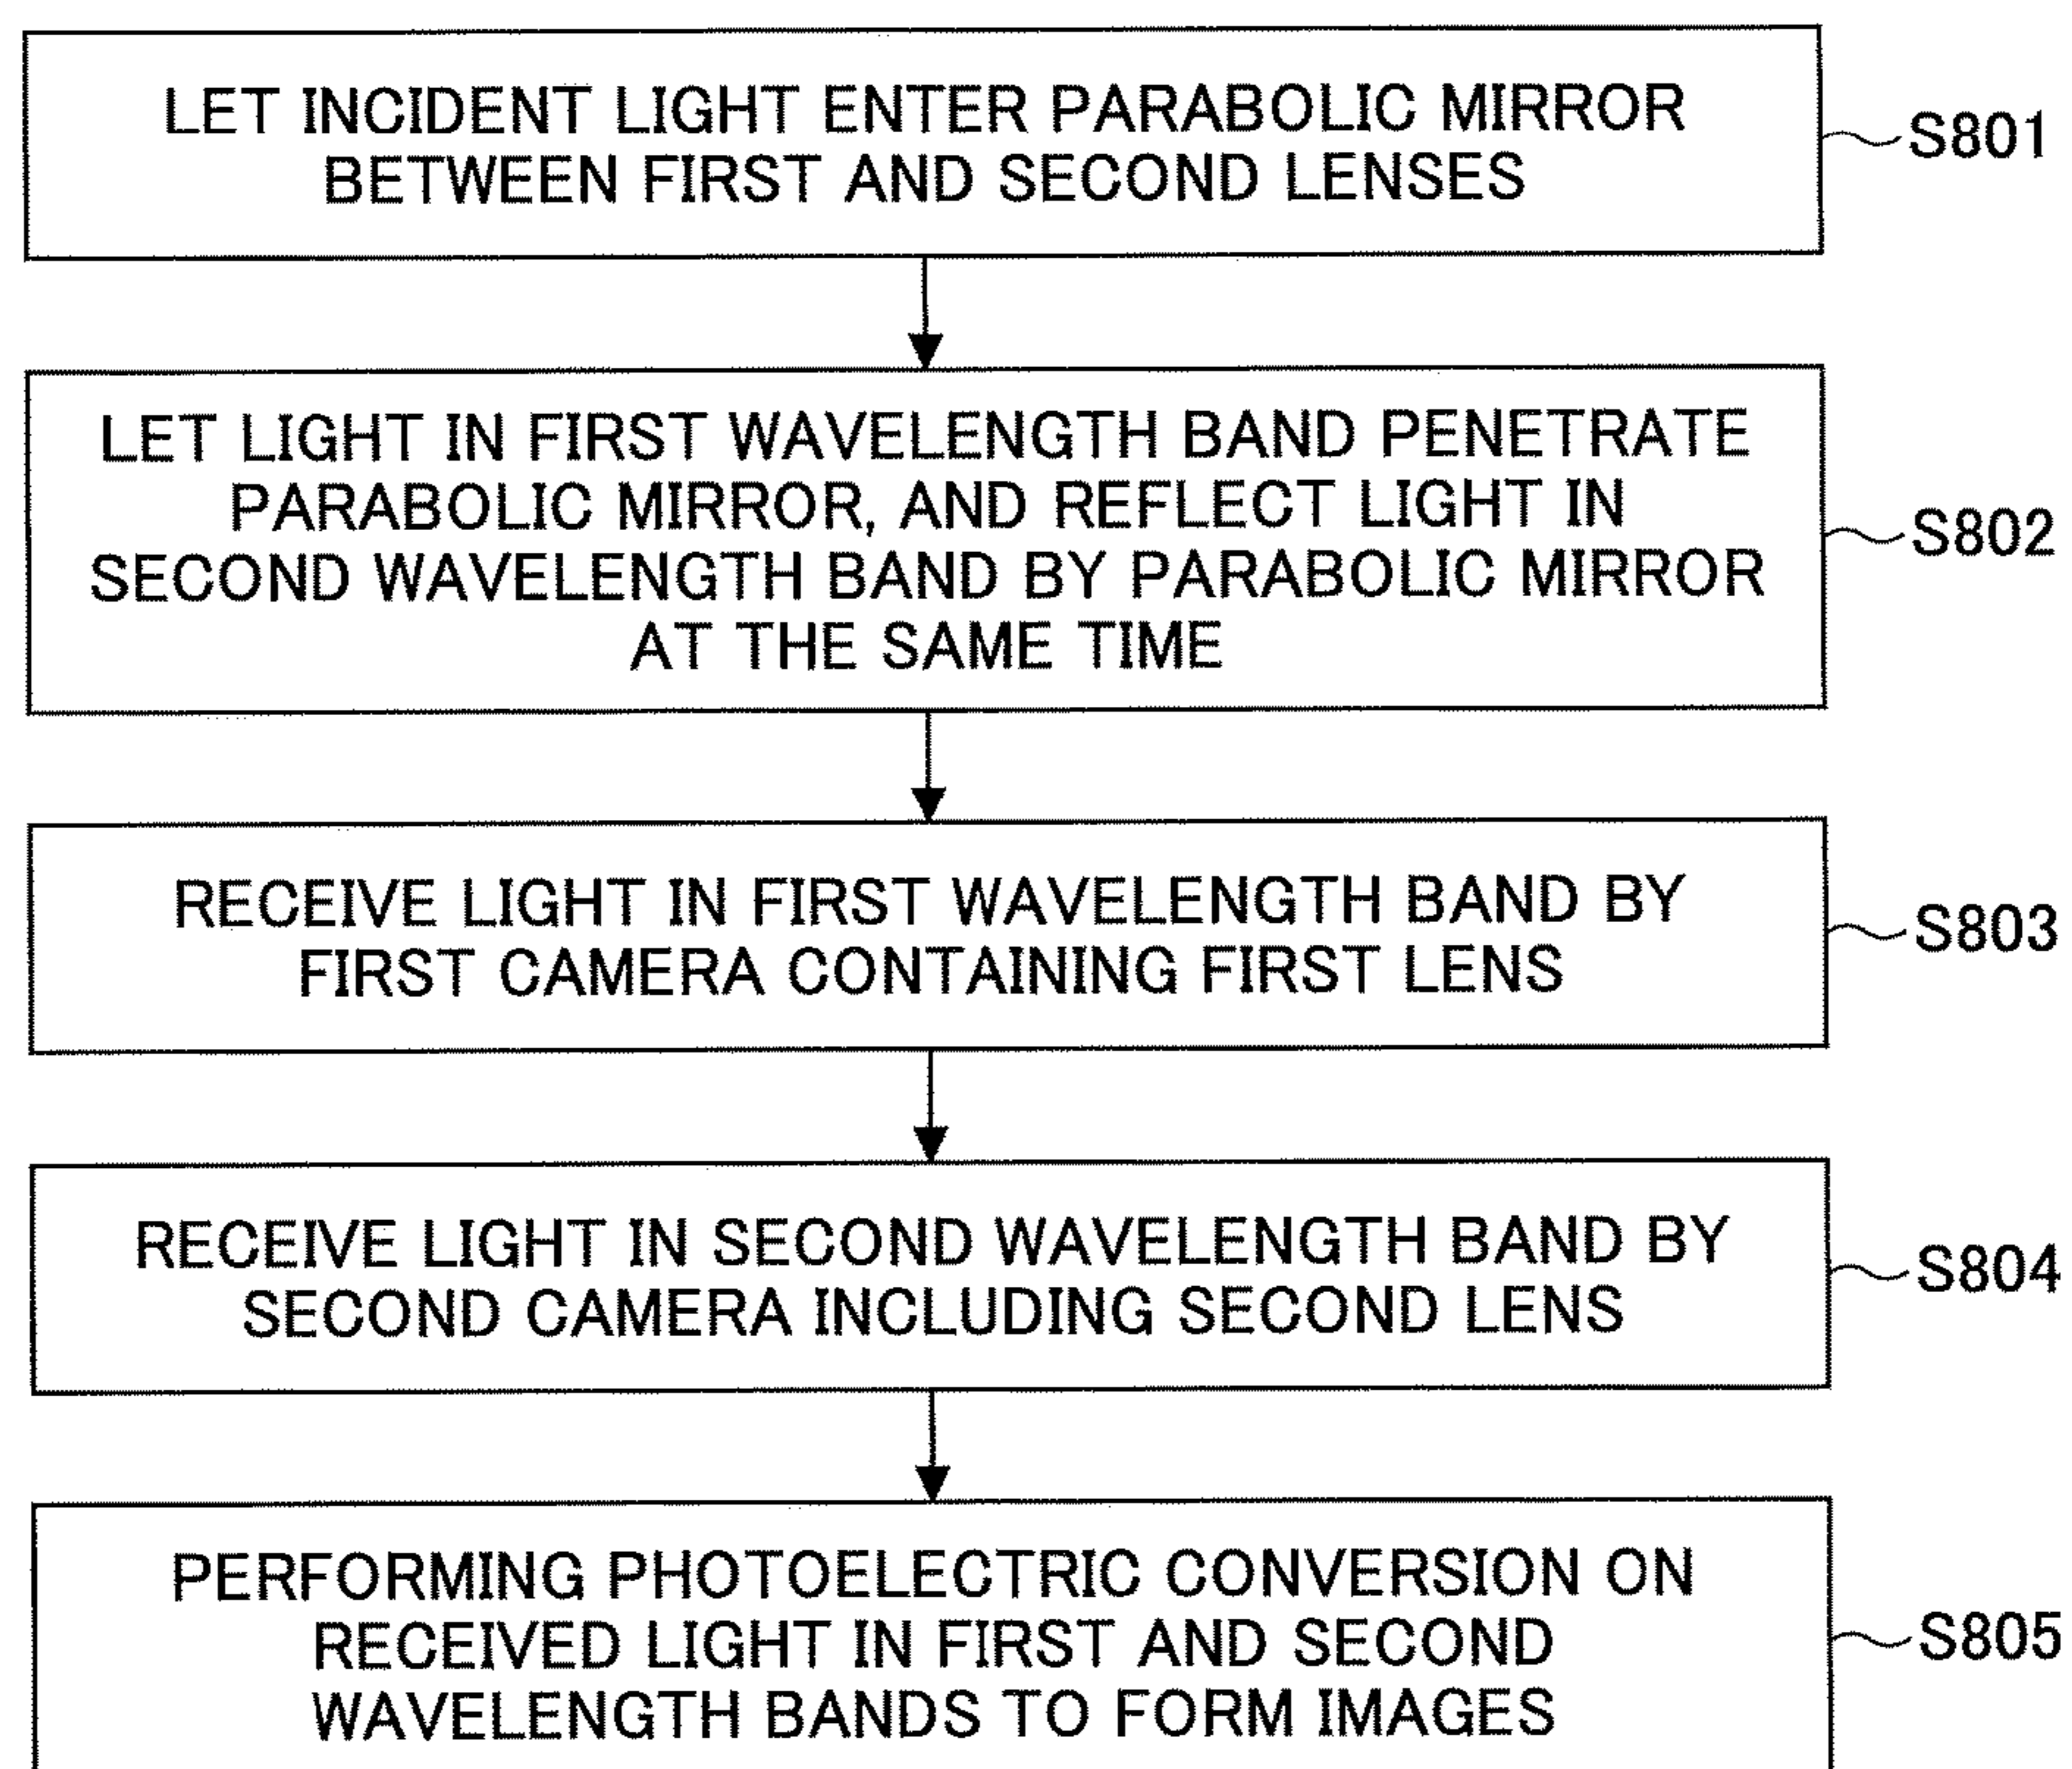 LET INCIDENT LIGHT ENTER PARABOLIC MIRROR
BETWEEN FIRST AND SECOND LENSES
S801
LET LIGHT IN FIRST WAVELENGTH BAND PENETRATE
PARABOLIC MIRROR, AND REFLECT LIGHT IN
SECOND WAVELENGTH BAND BY PARABOLIC MIRROR
AT THE SAME TIME
S802
RECEIVE LIGHT IN FIRST WAVELENGTH BAND BY
FIRST CAMERA CONTAINING FIRST LENS
S803
RECEIVE LIGHT IN SECOND WAVELENGTH BAND BY
SECOND CAMERA INCLUDING SECOND LENS
S804
PERFORMING PHOTOELECTRIC CONVERSION ON
RECEIVED LIGHT IN FIRST AND SECOND
WAVELENGTH BANDS TO FORM IMAGES
S805